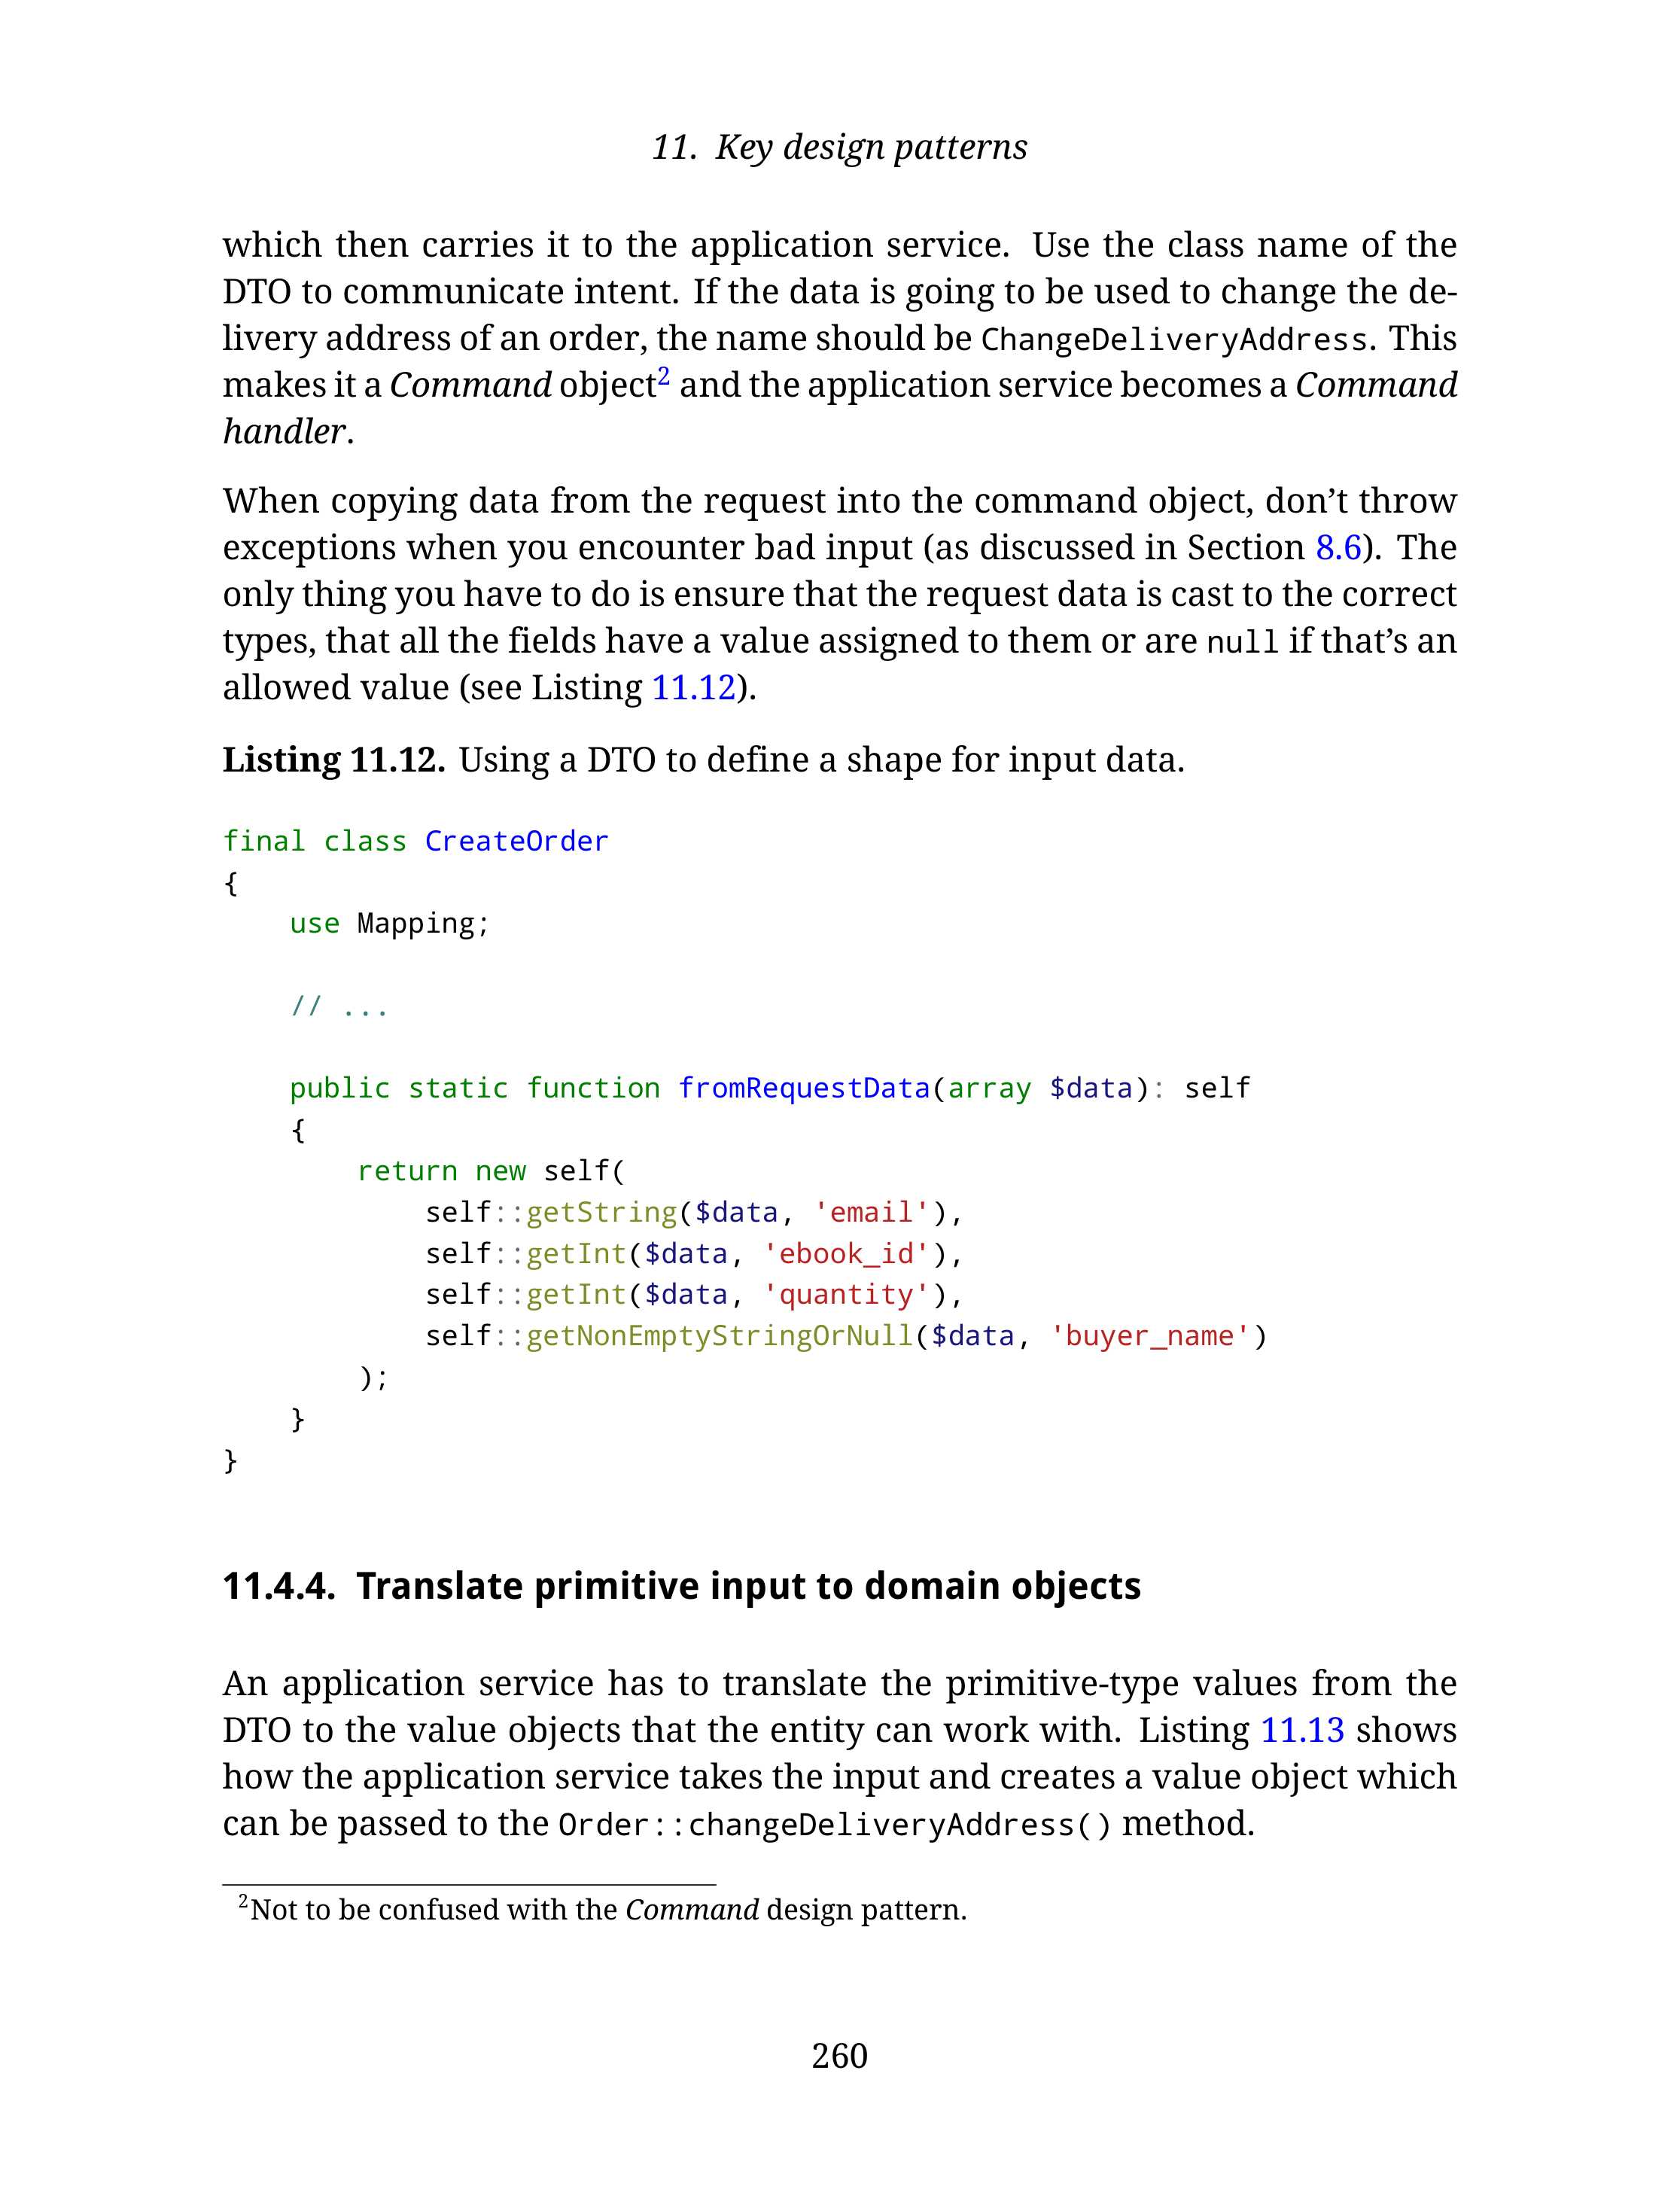 11. Key design patterns
which then carries it to the application service. Use the class name of the
DTO to communicate intent. If the data is going to be used to change the de-
livery address of an order, the name should be ChangeDeliveryAddress. This
makes it a Command object2 and the application service becomes a Command
handler.
When copying data from the request into the command object, don’t throw
exceptions when you encounter bad input (as discussed in Section 8.6). The
only thing you have to do is ensure that the request data is cast to the correct
types, that all the fields have a value assigned to them or are null if that’s an
allowed value (see Listing 11.12).
Listing 11.12. Using a DTO to define a shape for input data.
final class CreateOrder
{
    use Mapping;
    // ...
    public static function fromRequestData(array $data): self
    {
        return new self(
            self::getString($data, 'email'),
            self::getInt($data, 'ebook_id'),
            self::getInt($data, 'quantity'),
            self::getNonEmptyStringOrNull($data, 'buyer_name')
        );
    }
}
11.4.4. Translate primitive input to domain objects
An application service has to translate the primitive-type values from the
DTO to the value objects that the entity can work with. Listing 11.13 shows
how the application service takes the input and creates a value object which
can be passed to the Order::changeDeliveryAddress() method.
2Not to be confused with the Command design pattern.
260